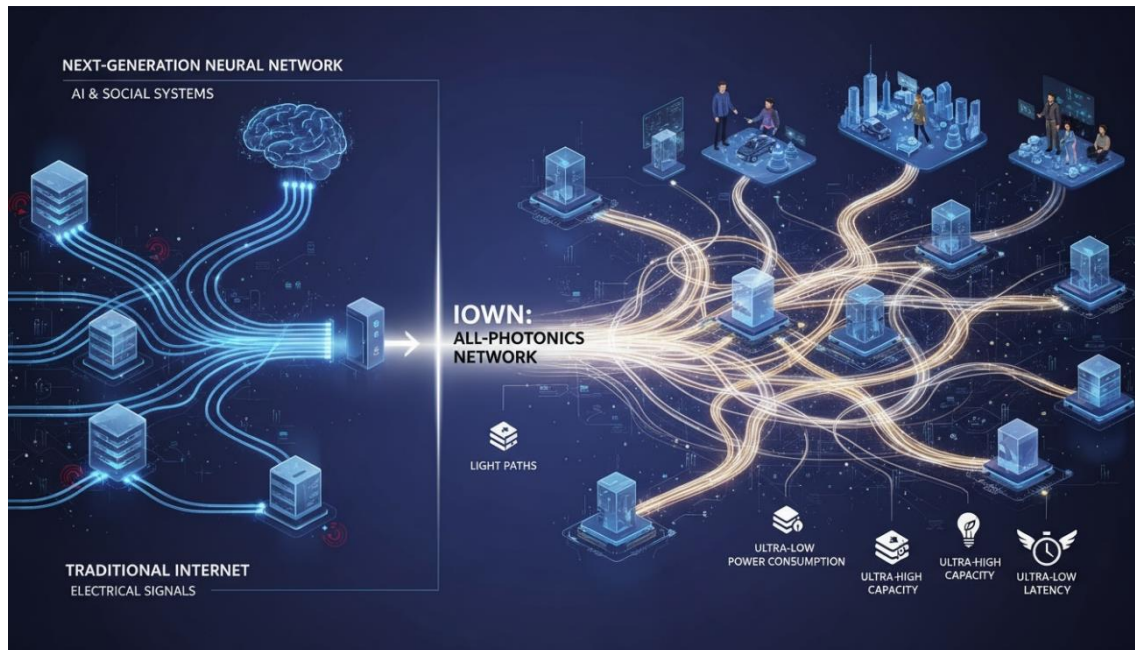 NEXT-GENERATION NEURAL NETWORK
AI & SOCIAL SYSTEMS
IOWN:
ALL-PHOTONICS
NETWORK
LIGHT PATHS
TRADITIONAL INTERNET
ELECTRICAL SIGNALS
ULTRA-LOW
POWER CONSUMPTION
ULTRA-HIGH
CAPACITY
ULTRA-HIGH
CAPACITY
ULTRA-LOW
LATENCY